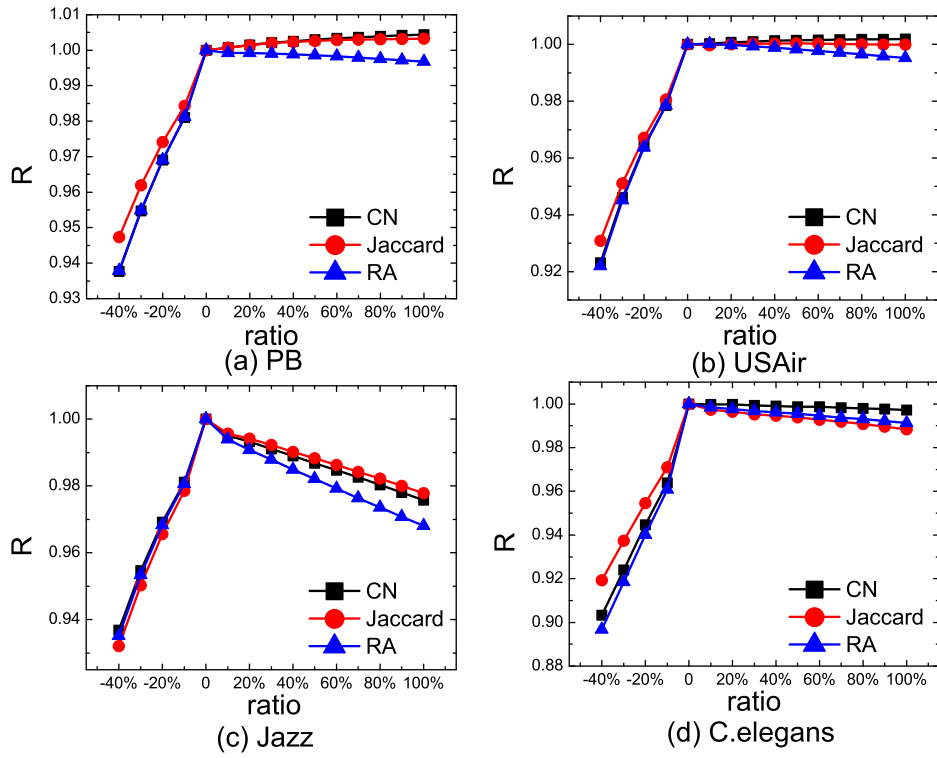 1.01
1.00
0.99
0.98
0.97
0.96
0.95
0.94
0.93
R
CN
Jaccard
RA
-40% -20% 0 20% 40% 60% 80% 100%
ratio
(a) PB
1.00
0.98
0.96
0.94
0.92
R
CN
Jaccard
RA
-40% -20% 0 20% 40% 60% 80% 100%
ratio
(b) USAir
1.00
0.98
0.96
0.94
R
CN
Jaccard
RA
-40% -20% 0 20% 40% 60% 80% 100%
ratio
(c) Jazz
1.00
0.98
0.96
0.94
0.92
0.90
0.88
R
CN
Jaccard
RA
-40% -20% 0 20% 40% 60% 80% 100%
ratio
(d) C.elegans